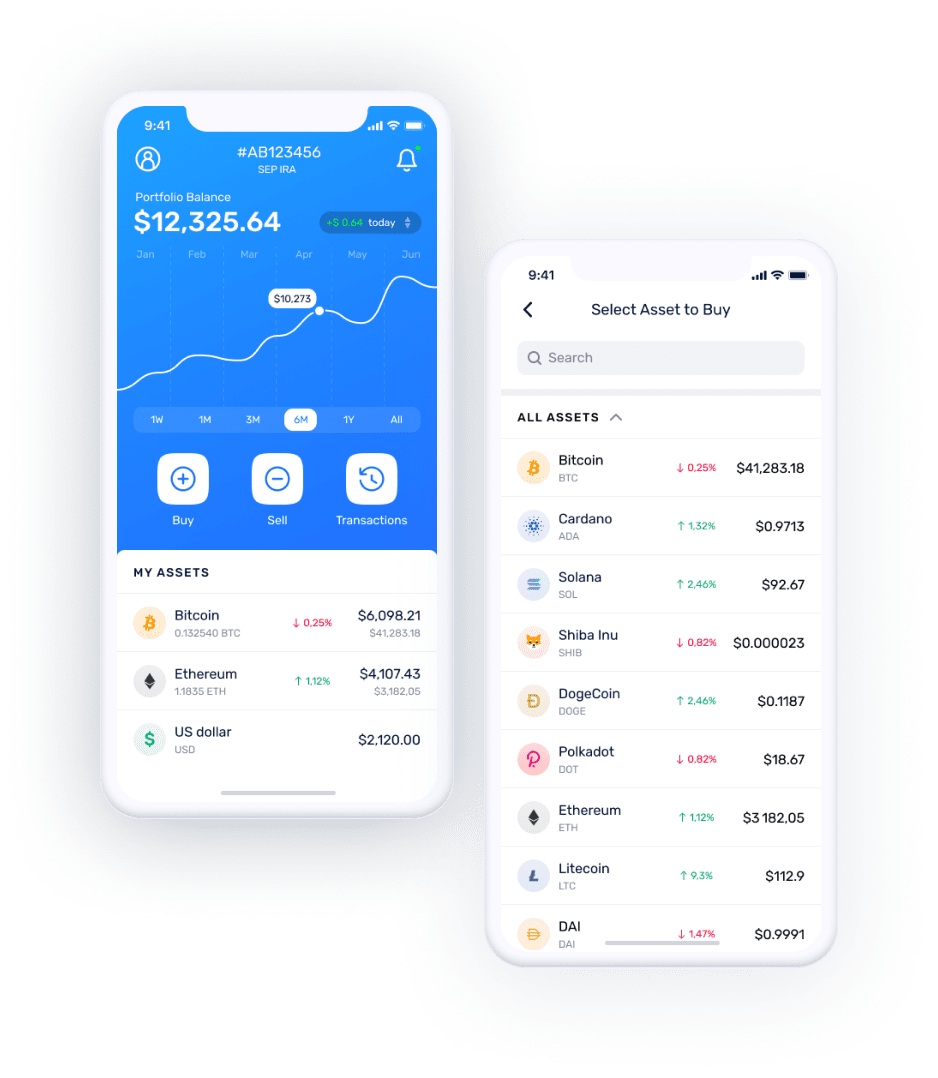 9:41
#AB123456
SEP IRA
Portfolio Balance
$12,325.64
+$ 0.64 today
Jan Feb Mar Apr May Jun
$10,273
1W 1M 3M 6M 1Y All
Buy Sell Transactions
MY ASSETS
Bitcoin ↓ 0,25% $6,098.21
0.132540 BTC $41,283.18
Ethereum ↑ 1,12% $4,107.43
1.1835 ETH $3,182,05
US dollar $2,120.00
USD
9:41
Select Asset to Buy
Search
ALL ASSETS
Bitcoin ↓ 0,25% $41,283.18
BTC
Cardano ↑ 1,32% $0.9713
ADA
Solana ↑ 2,46% $92.67
SOL
Shiba Inu ↓ 0,82% $0.000023
SHIB
DogeCoin ↑ 2,46% $0.1187
DOGE
Polkadot ↓ 0.82% $18.67
DOT
Ethereum ↑ 1,12% $3 182,05
ETH
Litecoin ↑ 9,3% $112.9
LTC
DAI ↓ 1,47% $0.9991
DAI